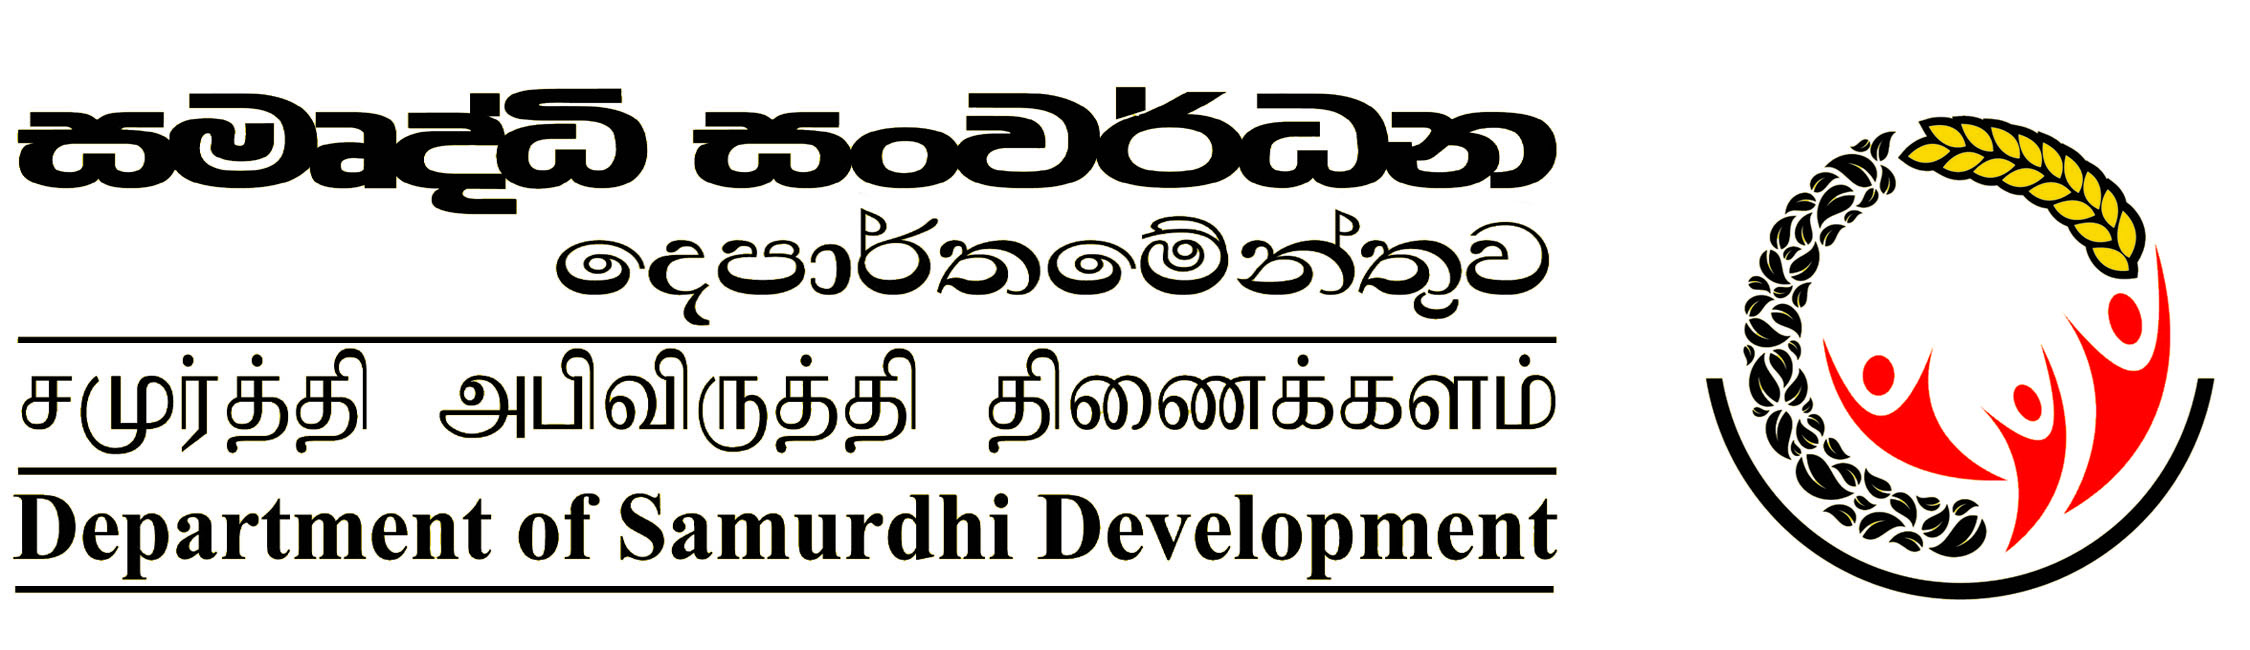 සමෘද්ධි සංවර්ධන
දෙපාර්තමේන්තුව
சமுர்த்தி அபிவிருத்தி திணைக்களம்
Department of Samurdhi Development